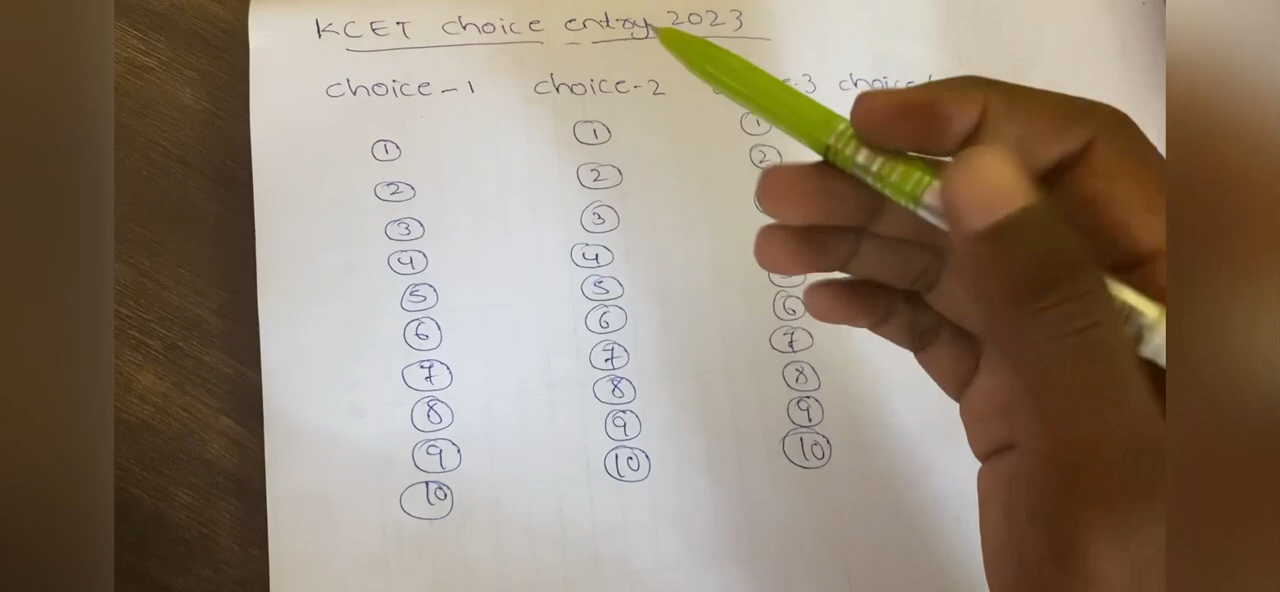 KCET choice entry 2023
choice-1 choice-2 -3
1 1 1
2 2 2
3 3
4 4
5 5
6 6 6
7 7 7
8 8 8
9 9 9
10 10 10